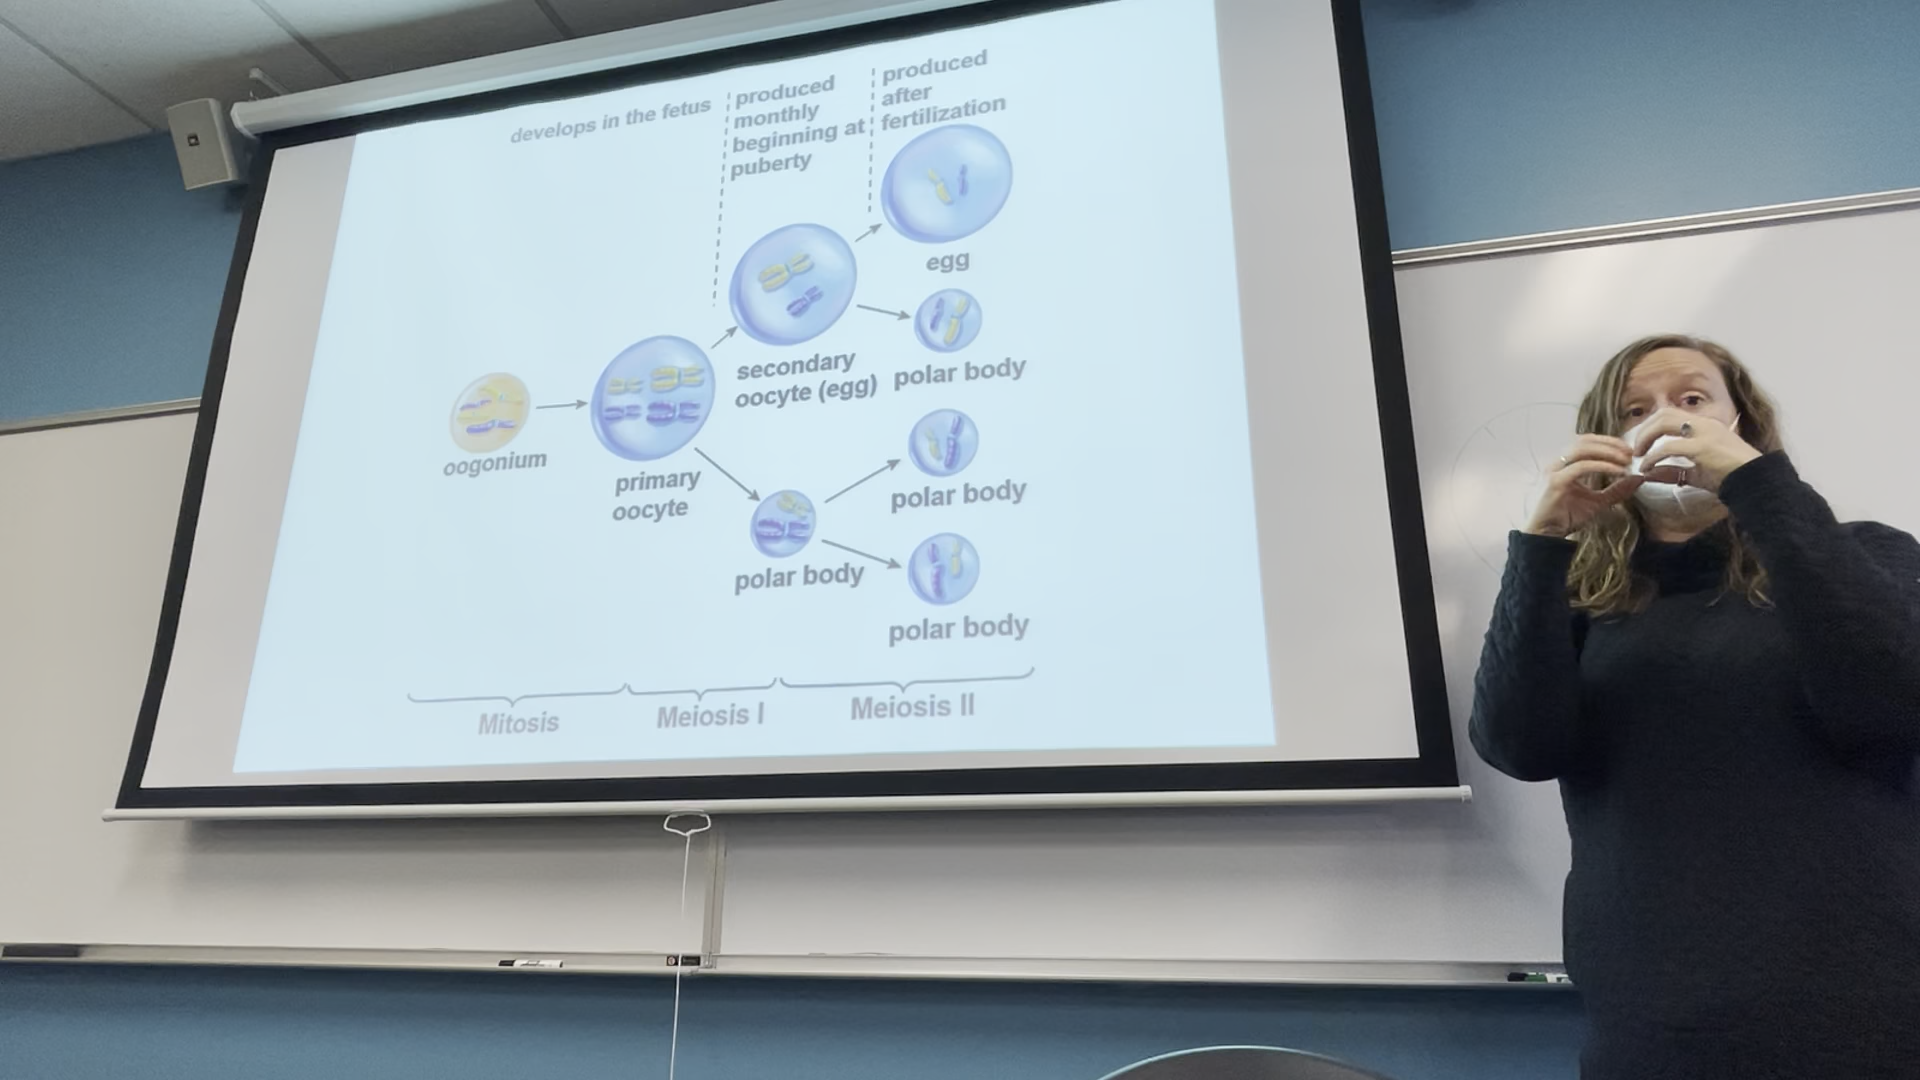 develops in the fetus
produced
monthly
beginning at
puberty
produced
after
fertilization
egg
secondary
oocyte (egg)
polar body
oogonium
primary
oocyte
polar body
polar body
polar body
Mitosis
Meiosis I
Meiosis II